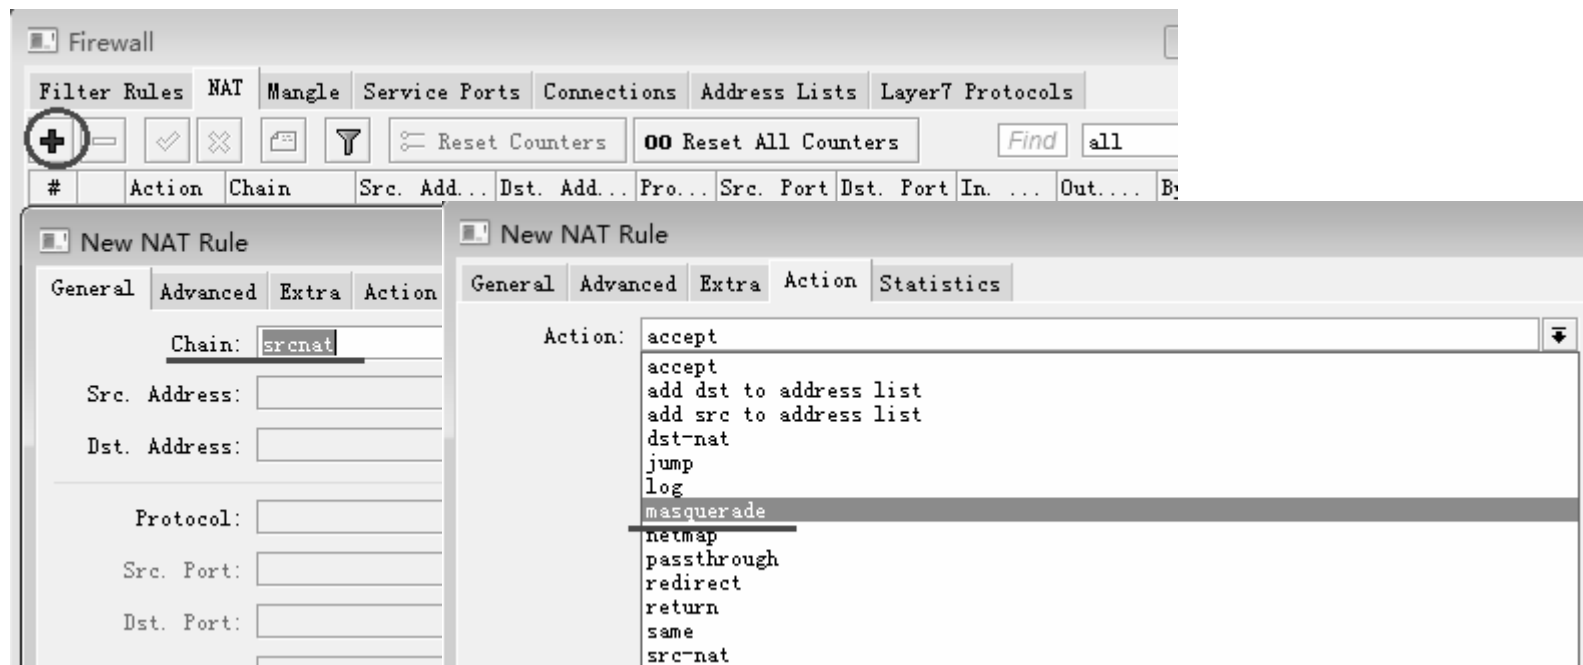 Firewall
Filter Rules NAT Mangle Service Ports Connections Address Lists Layer7 Protocols
Reset Counters 00 Reset All Counters Find all
# Action Chain Src. Add... Dst. Add... Pro... Src. Port Dst. Port In. ... Out....
New NAT Rule
General Advanced Extra Action
Chain: srcnat
Src. Address:
Dst. Address:
Protocol:
Src. Port:
Dst. Port:
New NAT Rule
General Advanced Extra Action Statistics
Action: accept
accept
add dst to address list
add src to address list
dst-nat
jump
log
masquerade
netmap
passthrough
redirect
return
same
src-nat